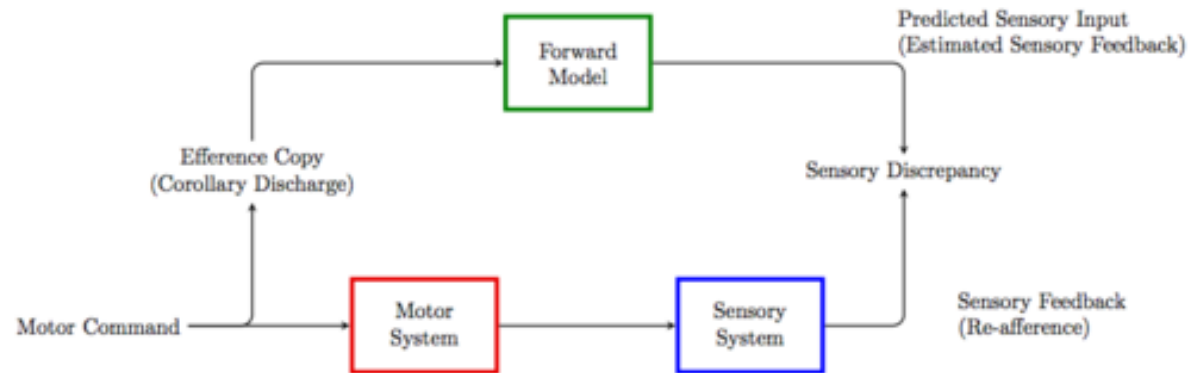 Forward
Model
Predicted Sensory Input
(Estimated Sensory Feedback)
Efference Copy
(Corollary Discharge)
Sensory Discrepancy
Motor Command
Motor
System
Sensory
System
Sensory Feedback
(Re-afference)